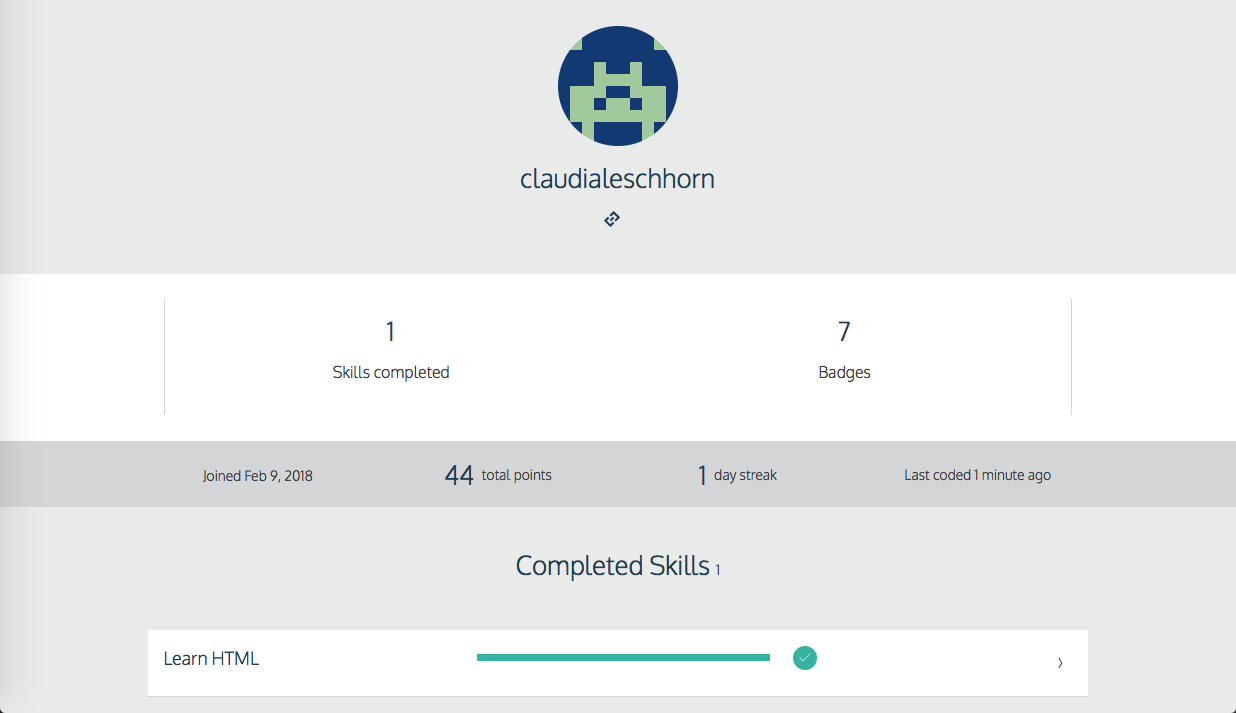 claudialeschhorn
1
Skills completed
7
Badges
Joined Feb 9, 2018
44 total points
1 day streak
Last coded 1 minute ago
Completed Skills 1
Learn HTML